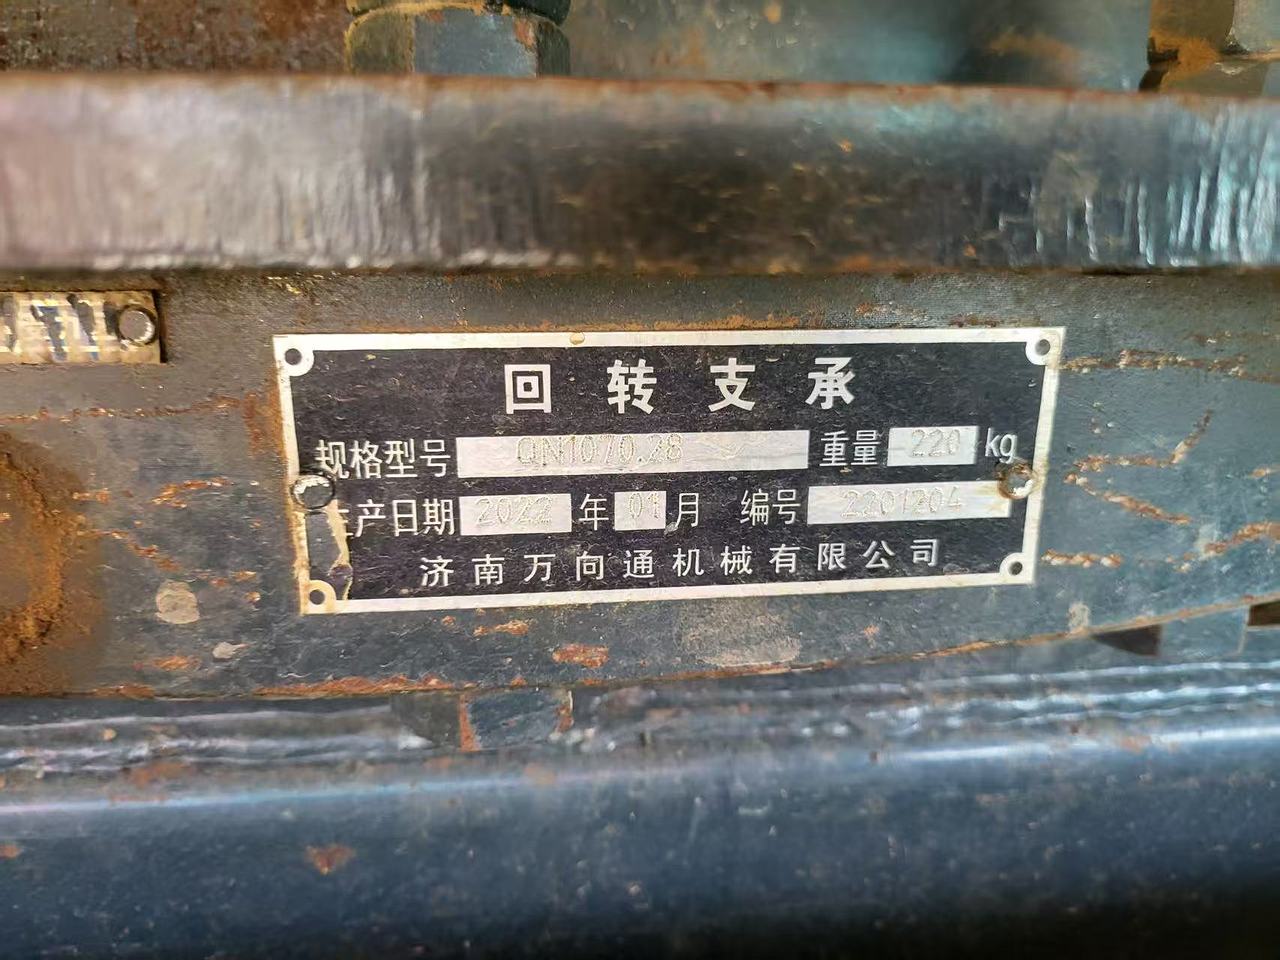 回转支承
规格型号 QN1070.28 重量 220 kg
生产日期 2022 年 01 月 编号 2201204
济南万向通机械有限公司